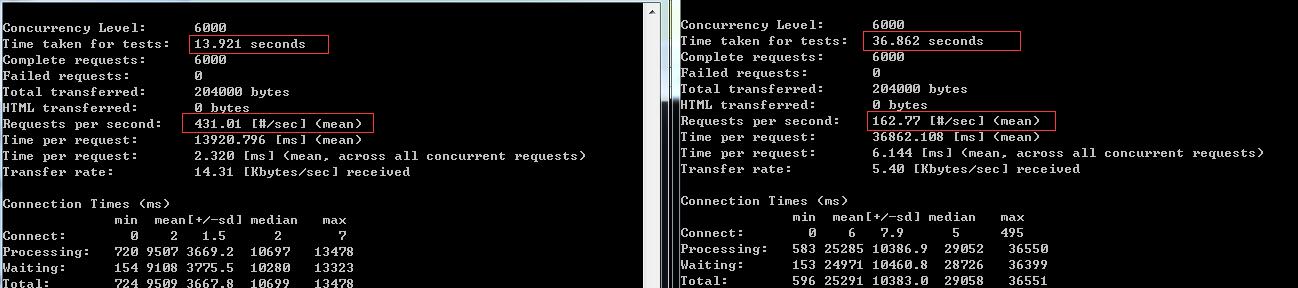 Concurrency Level: 6000
Time taken for tests: 13.921 seconds
Complete requests: 6000
Failed requests: 0
Total transferred: 204000 bytes
HTML transferred: 0 bytes
Requests per second: 431.01 [#/sec] (mean)
Time per request: 13920.796 [ms] (mean)
Time per request: 2.320 [ms] (mean, across all concurrent requests)
Transfer rate: 14.31 [Kbytes/sec] received
Connection Times (ms)
min mean[+/-sd] median max
Connect: 0 2 1.5 2 7
Processing: 720 9507 3669.2 10697 13478
Waiting: 154 9108 3775.5 10280 13323
Total: 724 9509 3667.8 10699 13478
Concurrency Level: 6000
Time taken for tests: 36.862 seconds
Complete requests: 6000
Failed requests: 0
Total transferred: 204000 bytes
HTML transferred: 0 bytes
Requests per second: 162.77 [#/sec] (mean)
Time per request: 36862.108 [ms] (mean)
Time per request: 6.144 [ms] (mean, across all concurrent requests)
Transfer rate: 5.40 [Kbytes/sec] received
Connection Times (ms)
min mean[+/-sd] median max
Connect: 0 6 7.9 5 495
Processing: 583 25285 10386.9 29052 36550
Waiting: 153 24971 10460.8 28726 36399
Total: 596 25291 10383.0 29058 36551